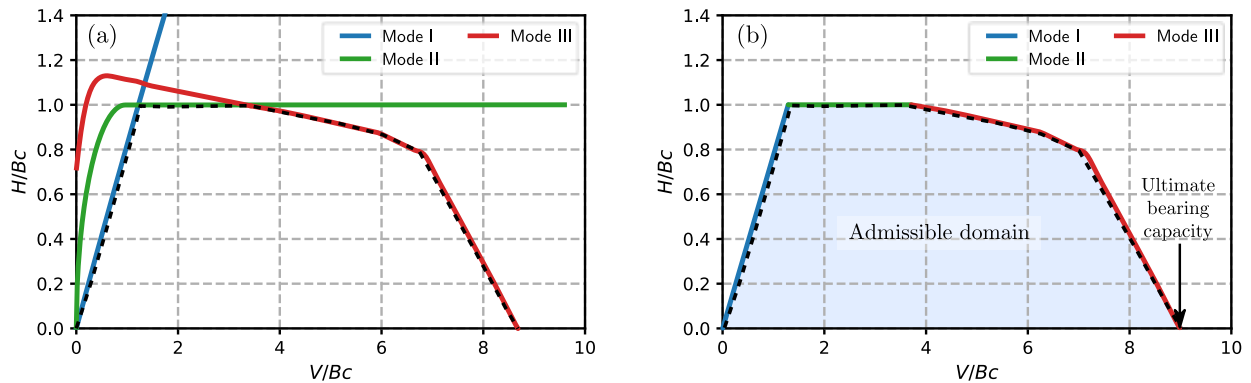 (a)
Mode I
Mode II
Mode III
1.4
1.2
1.0
0.8
0.6
0.4
0.2
0.0
H/Bc
0
2
4
6
8
10
V/Bc
(b)
Mode I
Mode II
Mode III
1.4
1.2
1.0
0.8
0.6
0.4
0.2
0.0
H/Bc
Admissible domain
Ultimate
bearing
capacity
0
2
4
6
8
10
V/Bc